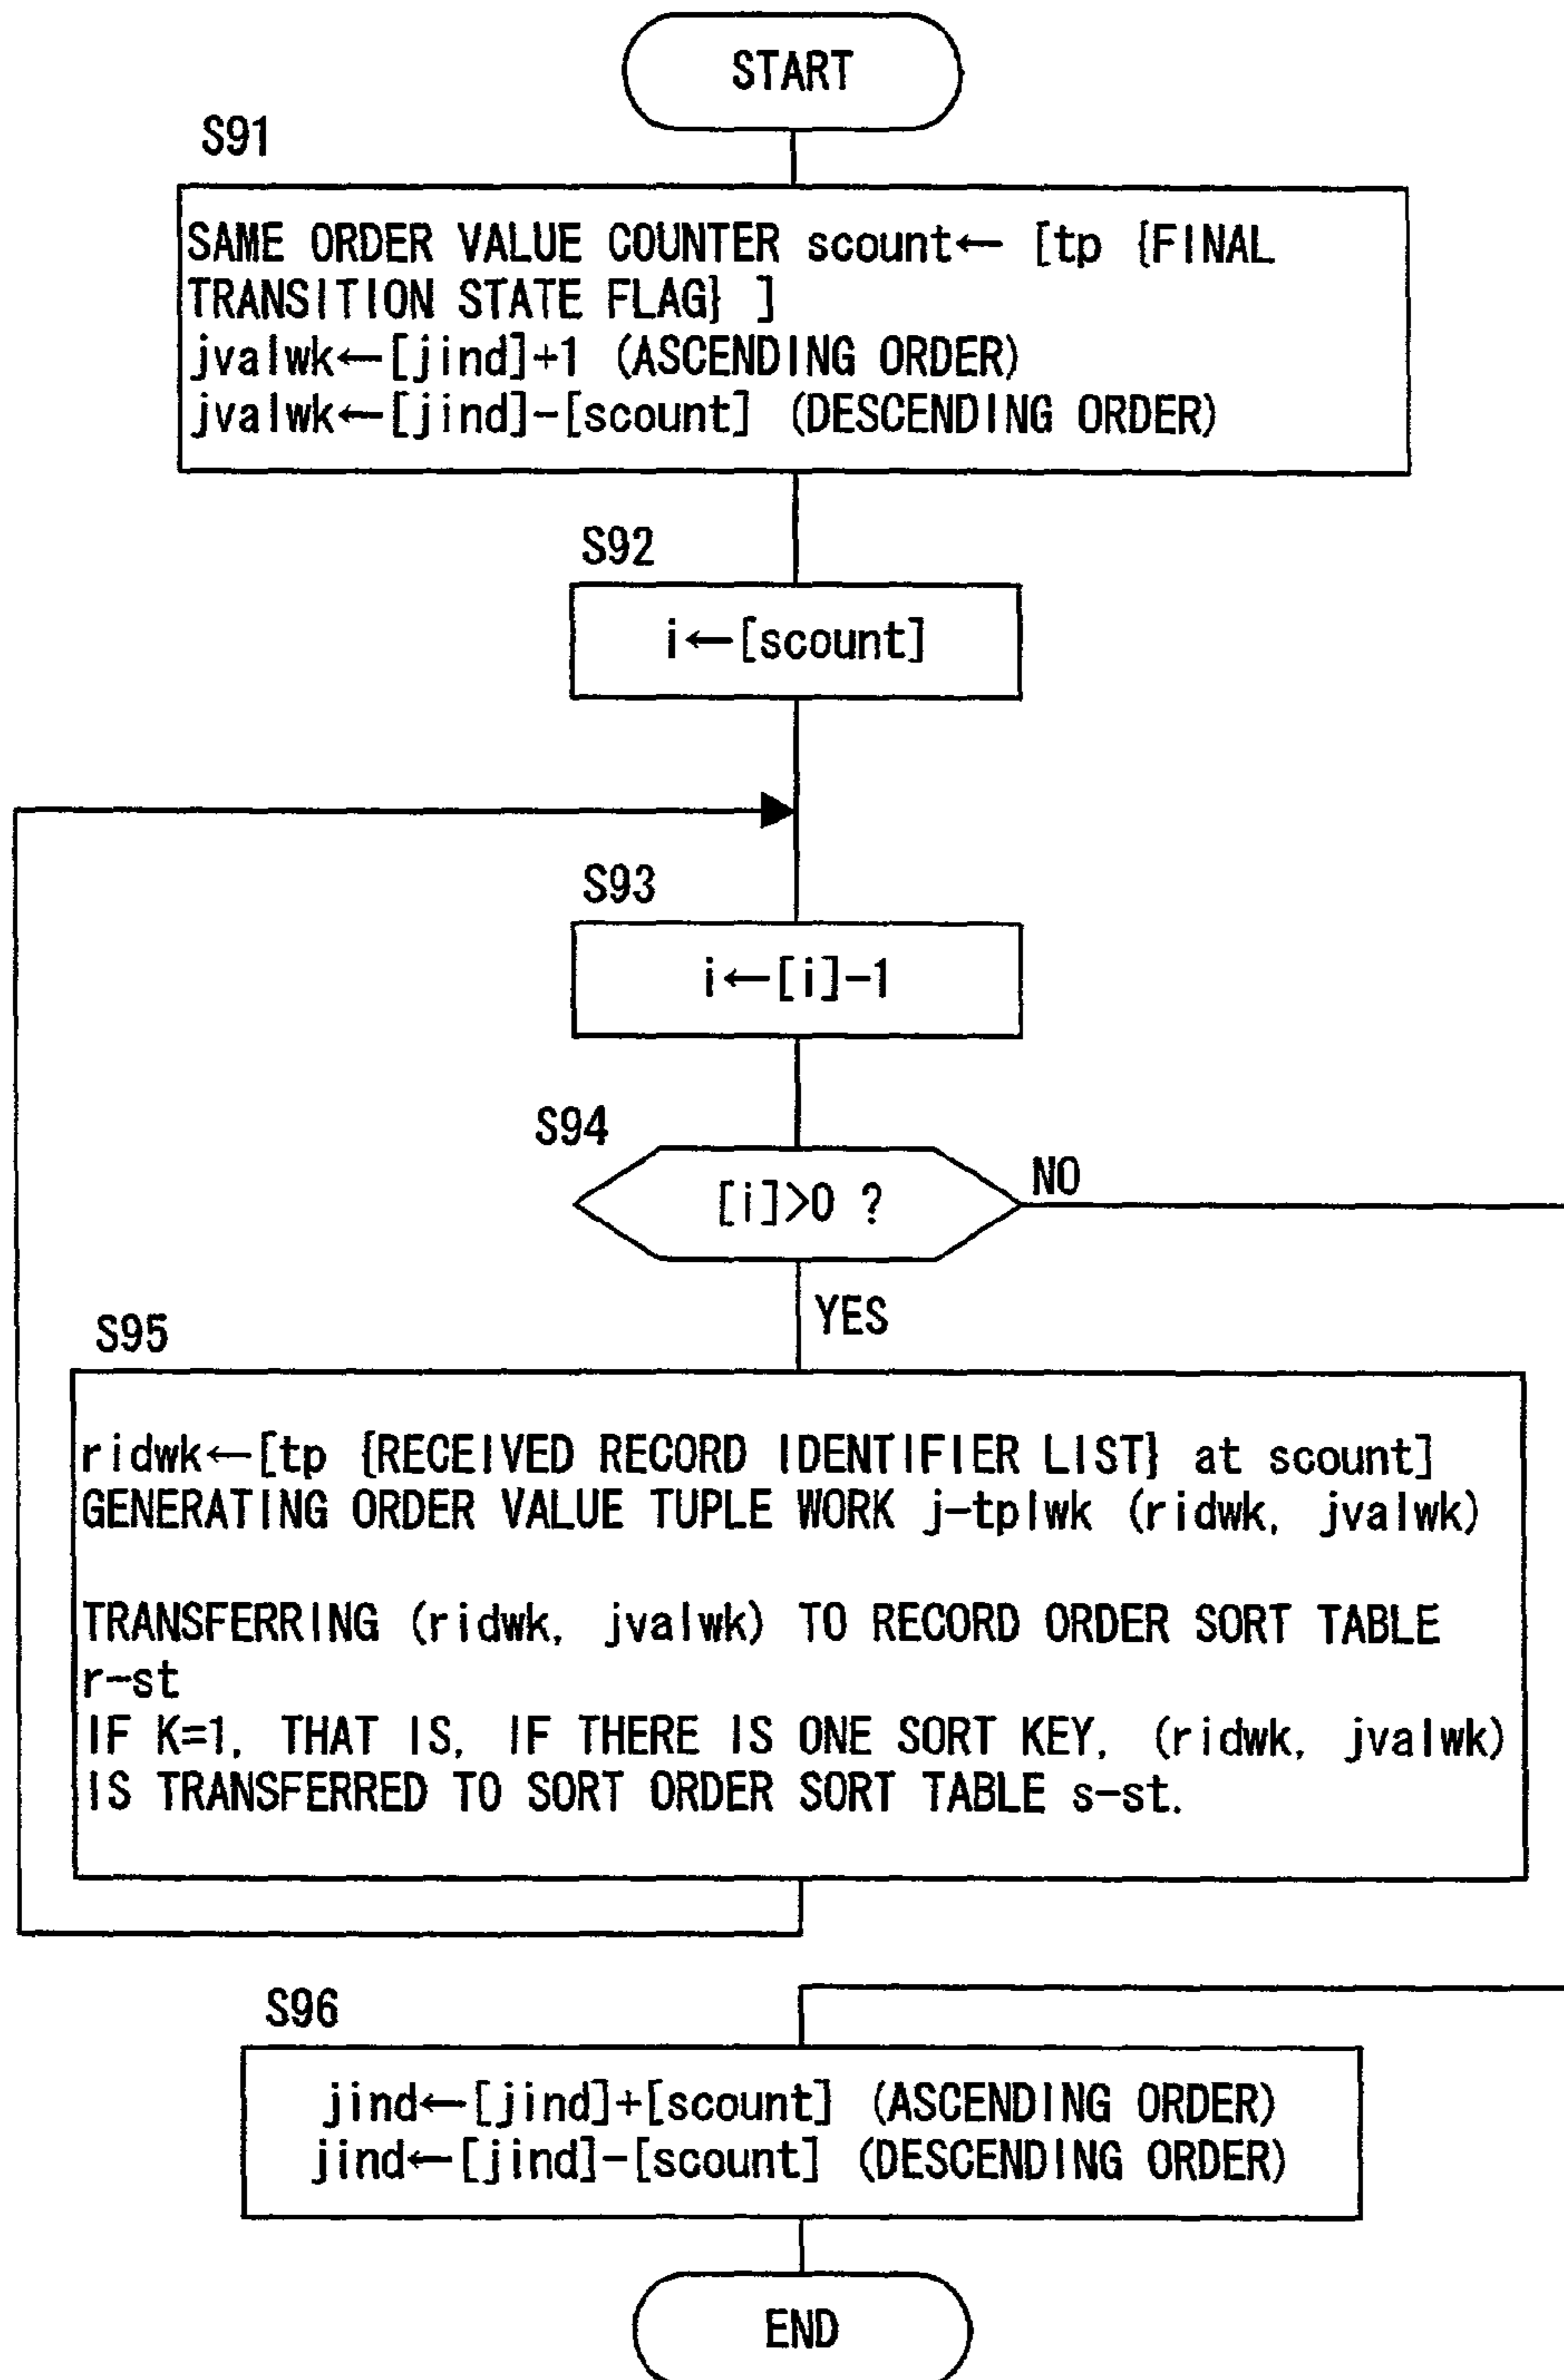 START
S91
SAME ORDER VALUE COUNTER scount← [tp {FINAL
TRANSITION STATE FLAG} ]
jvalwk←[jind]+1 (ASCENDING ORDER)
jvalwk←[jind]-[scount] (DESCENDING ORDER)
S92
i←[scount]
S93
i←[i]-1
S94
[i]>0 ?
NO
YES
S95
ridwk←[tp {RECEIVED RECORD IDENTIFIER LIST} at scount]
GENERATING ORDER VALUE TUPLE WORK j-tplwk (ridwk, jvalwk)
TRANSFERRING (ridwk, jvalwk) TO RECORD ORDER SORT TABLE
r-st
IF K=1, THAT IS, IF THERE IS ONE SORT KEY, (ridwk, jvalwk)
IS TRANSFERRED TO SORT ORDER SORT TABLE s-st.
S96
jind←[jind]+[scount] (ASCENDING ORDER)
jind←[jind]-[scount] (DESCENDING ORDER)
END